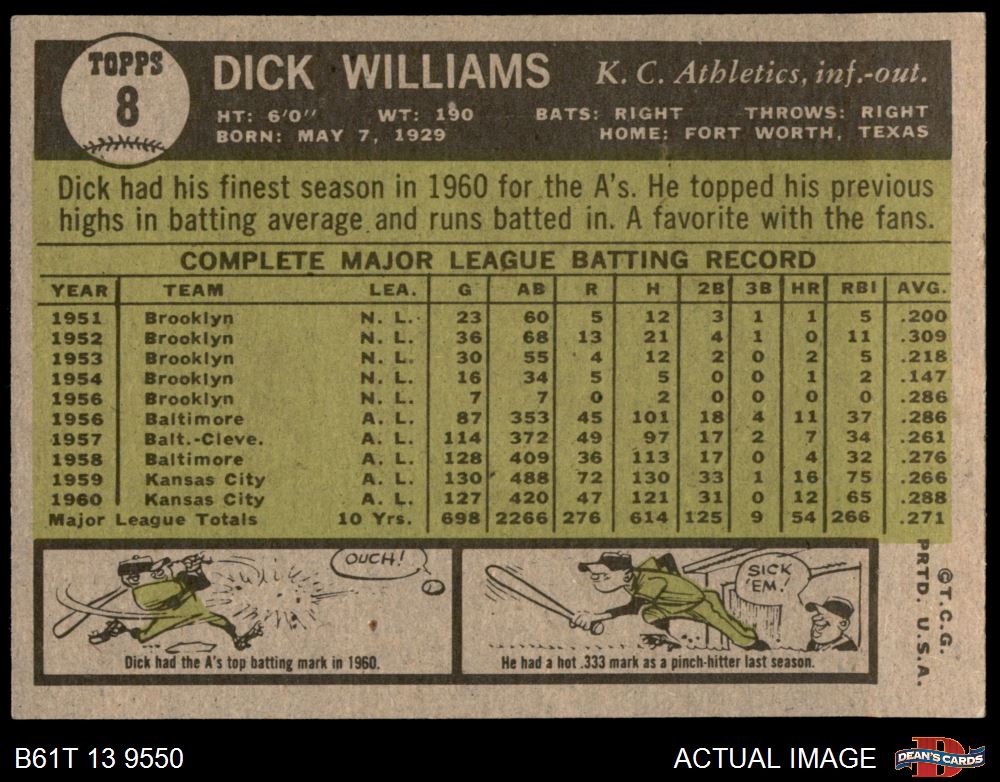 TOPPS
8
DICK WILLIAMS K. C. Athletics, inf.-out.
HT: 6'0" WT: 190 BATS: RIGHT THROWS: RIGHT
BORN: MAY 7, 1929 HOME: FORT WORTH, TEXAS
Dick had his finest season in 1960 for the A's. He topped his previous
highs in batting average and runs batted in. A favorite with the fans.
COMPLETE MAJOR LEAGUE BATTING RECORD
YEAR TEAM LEA. G AB R H 2B 3B HR RBI AVG.
1951 Brooklyn N. L. 23 60 5 12 3 1 1 5 .200
1952 Brooklyn N. L. 36 68 13 21 4 1 0 11 .309
1953 Brooklyn N. L. 30 55 4 12 2 0 2 5 .218
1954 Brooklyn N. L. 16 34 5 5 0 0 1 2 .147
1956 Brooklyn N. L. 7 7 0 2 0 0 0 0 .286
1956 Baltimore A. L. 87 353 45 101 18 4 11 37 .286
1957 Balt.-Cleve. A. L. 114 372 49 97 17 2 7 34 .261
1958 Baltimore A. L. 128 409 36 113 17 0 4 32 .276
1959 Kansas City A. L. 130 488 72 130 33 1 16 75 .266
1960 Kansas City A. L. 127 420 47 121 31 0 12 65 .288
Major League Totals 10 Yrs. 698 2266 276 614 125 9 54 266 .271
OUCH!
Dick had the A's top batting mark in 1960.
SICK
'EM!
He had a hot .333 mark as a pinch-hitter last season.
©T.C.G.
PRTD. U.S.A.
B61T 13 9550
ACTUAL IMAGE
D
DEAN'S CARDS